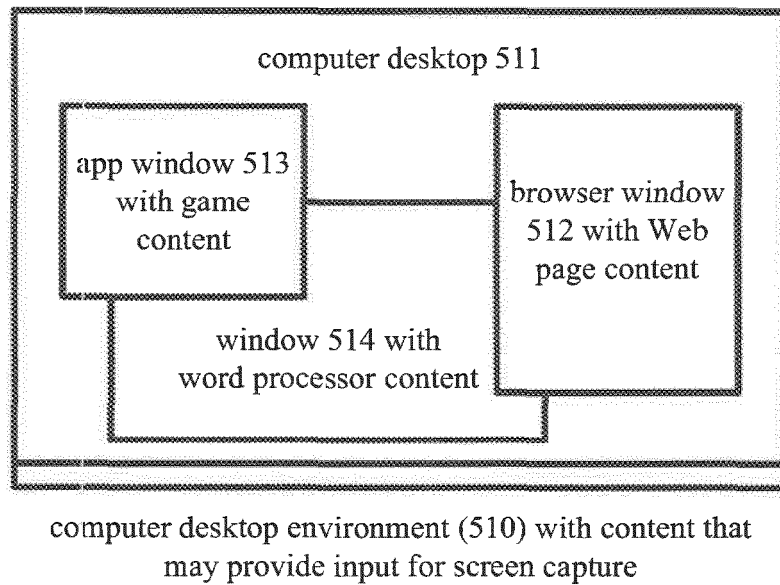 computer desktop 511
app window 513
with game
content
browser window
512 with Web
page content
window 514 with
word processor content
computer desktop environment (510) with content that
may provide input for screen capture